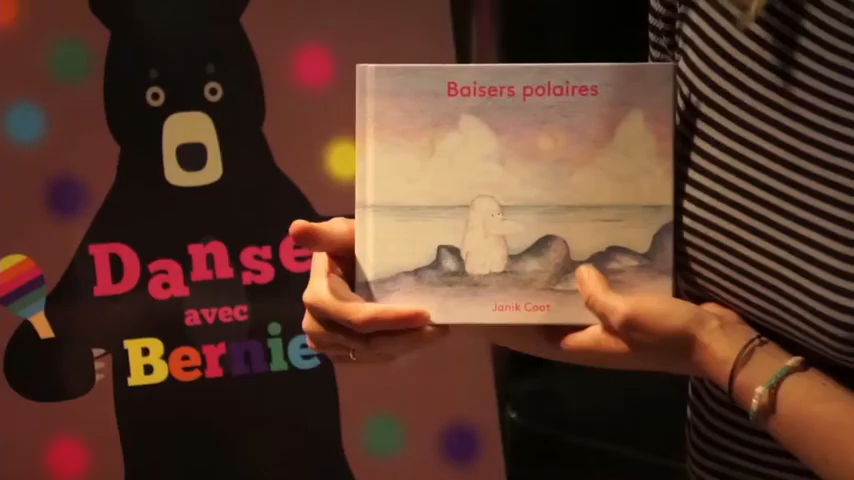 Baisers polaires
Janik Coat
Danse
avec
Bernie